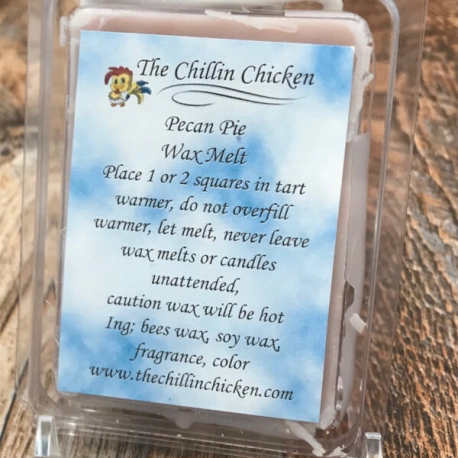 The Chillin Chicken
Pecan Pie
Wax Melt
Place 1 or 2 squares in tart
warmer, do not overfill
warmer, let melt, never leave
wax melts or candles
unattended,
caution wax will be hot
Ing; bees wax, soy wax,
fragrance, color
www.thechillinchicken.com